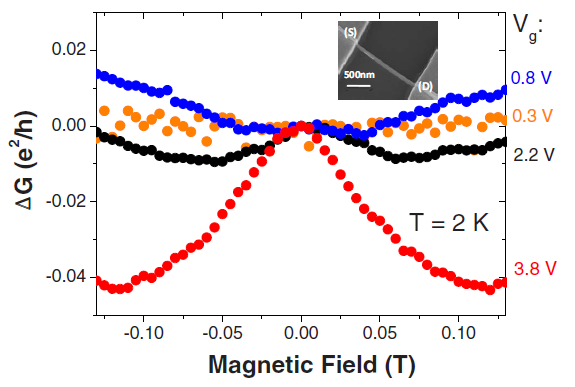 V_g:
(S)
500nm
(D)
0.02
0.00
-0.02
-0.04
ΔG (e²/h)
0.8 V
0.3 V
2.2 V
3.8 V
T = 2 K
-0.10 -0.05 0.00 0.05 0.10
Magnetic Field (T)